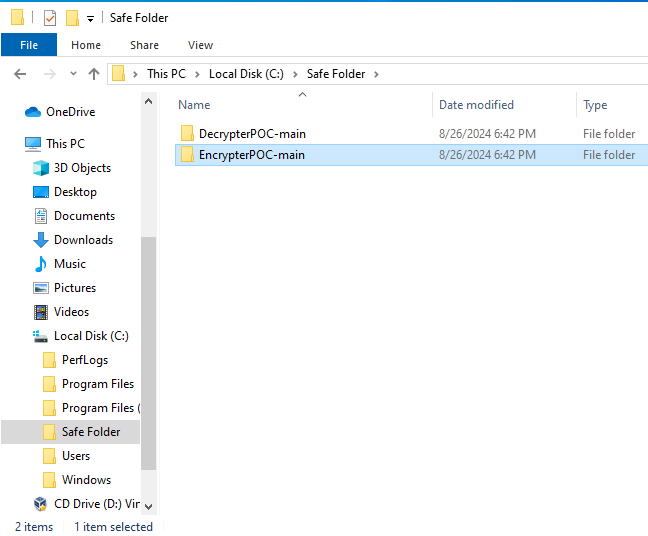 Safe Folder
File Home Share View
This PC Local Disk (C:) Safe Folder
Name Date modified Type
DecrypterPOC-main 8/26/2024 6:42 PM File folder
EncrypterPOC-main 8/26/2024 6:42 PM File folder
OneDrive
This PC
3D Objects
Desktop
Documents
Downloads
Music
Pictures
Videos
Local Disk (C:)
PerfLogs
Program Files
Program Files (
Safe Folder
Users
Windows
CD Drive (D:) Vir
2 items 1 item selected